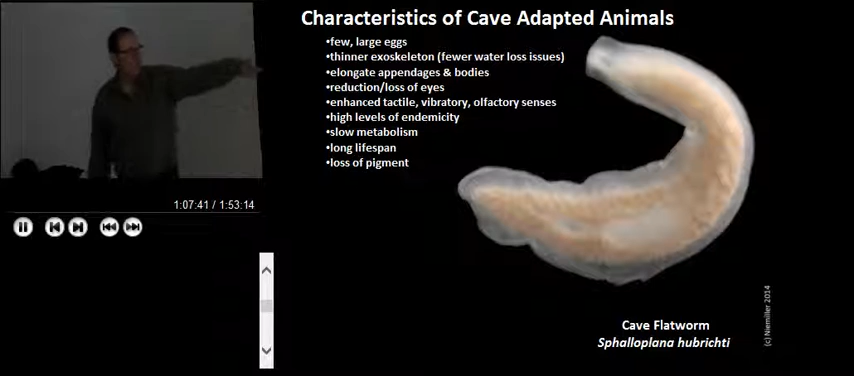 Characteristics of Cave Adapted Animals
•few, large eggs
•thinner exoskeleton (fewer water loss issues)
•elongate appendages & bodies
•reduction/loss of eyes
•enhanced tactile, vibratory, olfactory senses
•high levels of endemicity
•slow metabolism
•long lifespan
•loss of pigment
1:07:41 / 1:53:14
Cave Flatworm
Sphalloplana hubrichti
(c) Niemiller 2014